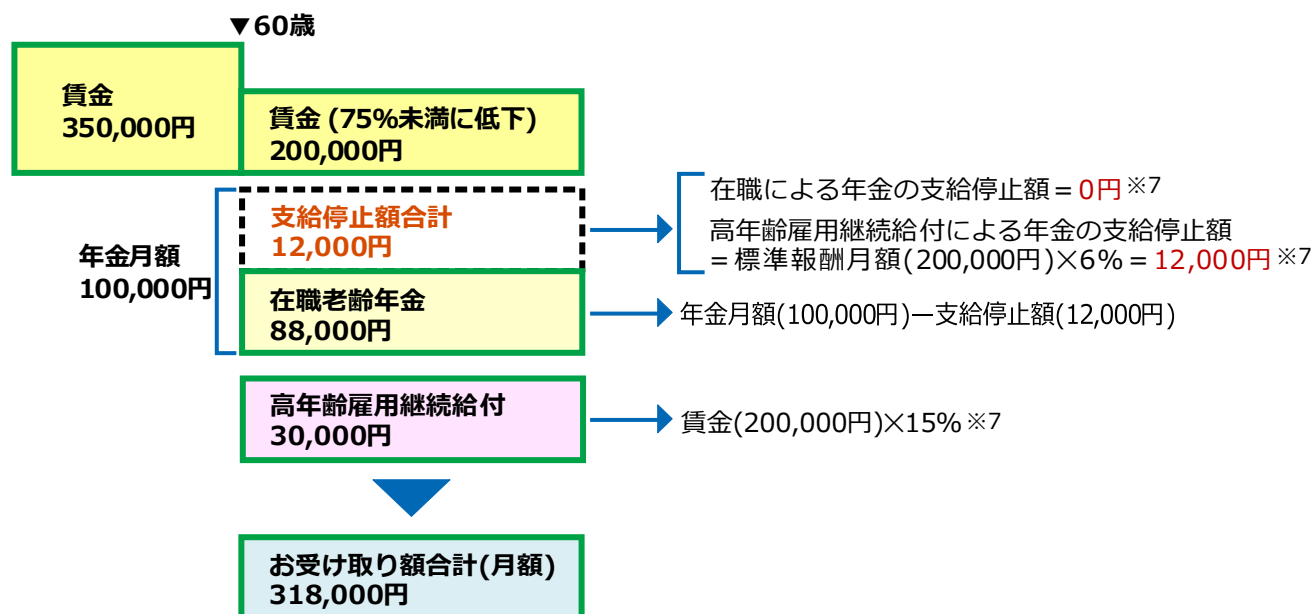 ▼60歳
賃金
350,000円
賃金 (75%未満に低下)
200,000円
支給停止額合計
12,000円
在職による年金の支給停止額 = 0円 ※7
高年齢雇用継続給付による年金の支給停止額
=標準報酬月額(200,000円)×6% = 12,000円 ※7
年金月額
100,000円
在職老齢年金
88,000円
年金月額(100,000円)ー支給停止額(12,000円)
高年齢雇用継続給付
30,000円
賃金(200,000円)×15% ※7
お受け取り額合計(月額)
318,000円